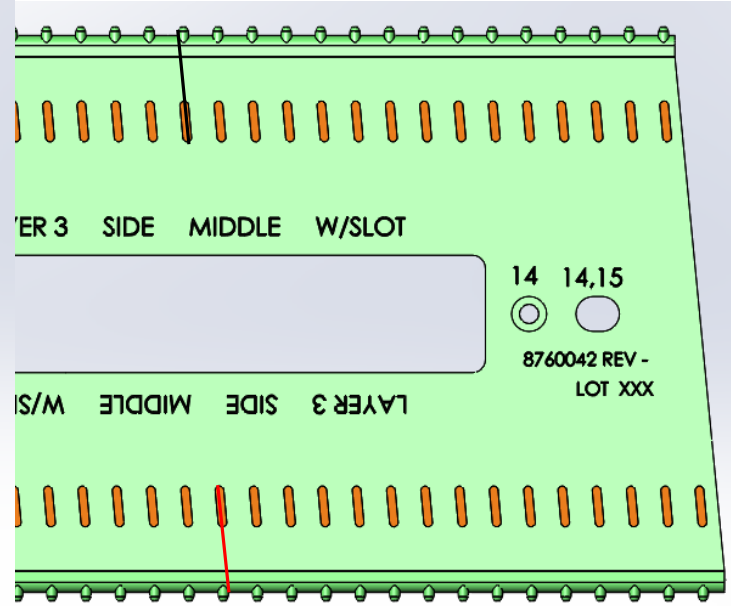 'ER 3 SIDE MIDDLE W/SLOT
14 14,15
8760042 REV -
LOT XXX
LAYER 3 SIDE MIDDLE